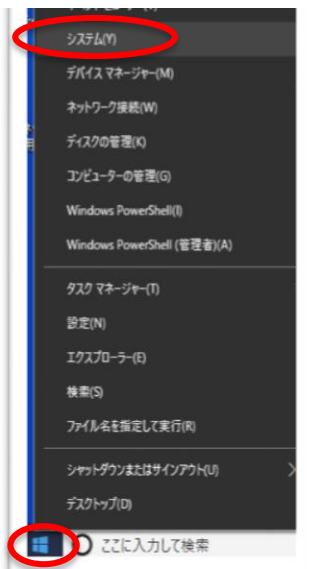 システム(Y)
デバイス マネージャー(M)
ネットワーク接続(W)
ディスクの管理(K)
コンピューターの管理(G)
Windows PowerShell(I)
Windows PowerShell (管理者)(A)
タスク マネージャー(T)
設定(N)
エクスプローラー(E)
検索(S)
ファイル名を指定して実行(R)
シャットダウンまたはサインアウト(U)
デスクトップ(D)
ここに入力して検索